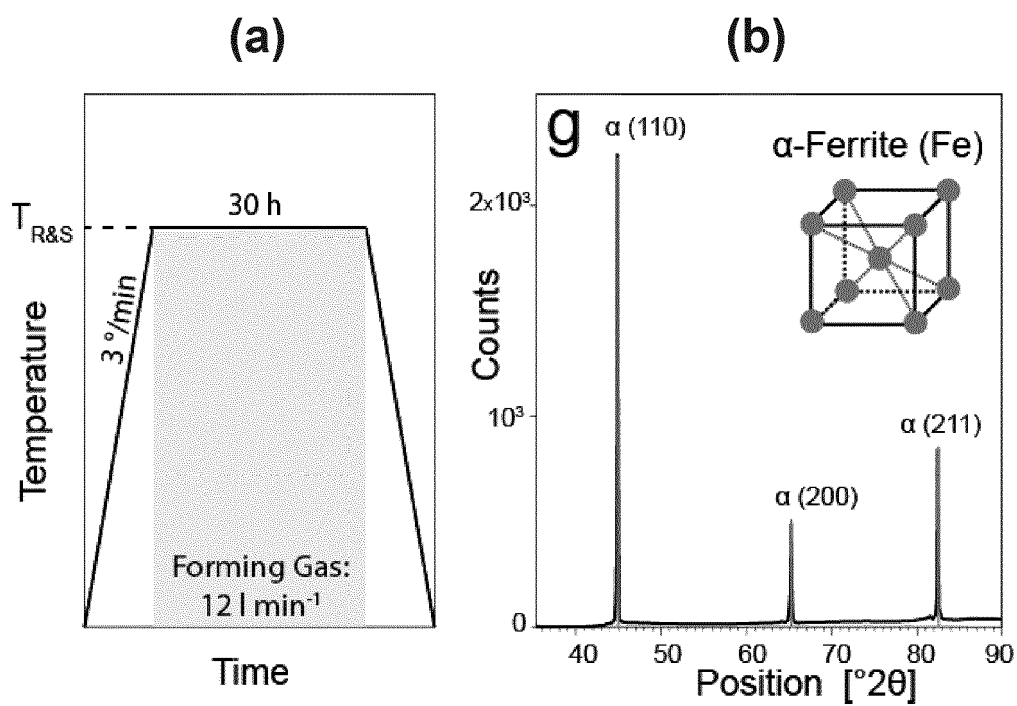 (a)
T R&S
30 h
3 °/min
Temperature
Forming Gas:
12 l min-1
Time
(b)
g
α (110)
α-Ferrite (Fe)
2x10³
Counts
10³
α (211)
α (200)
0
40 50 60 70 80 90
Position [°2θ]